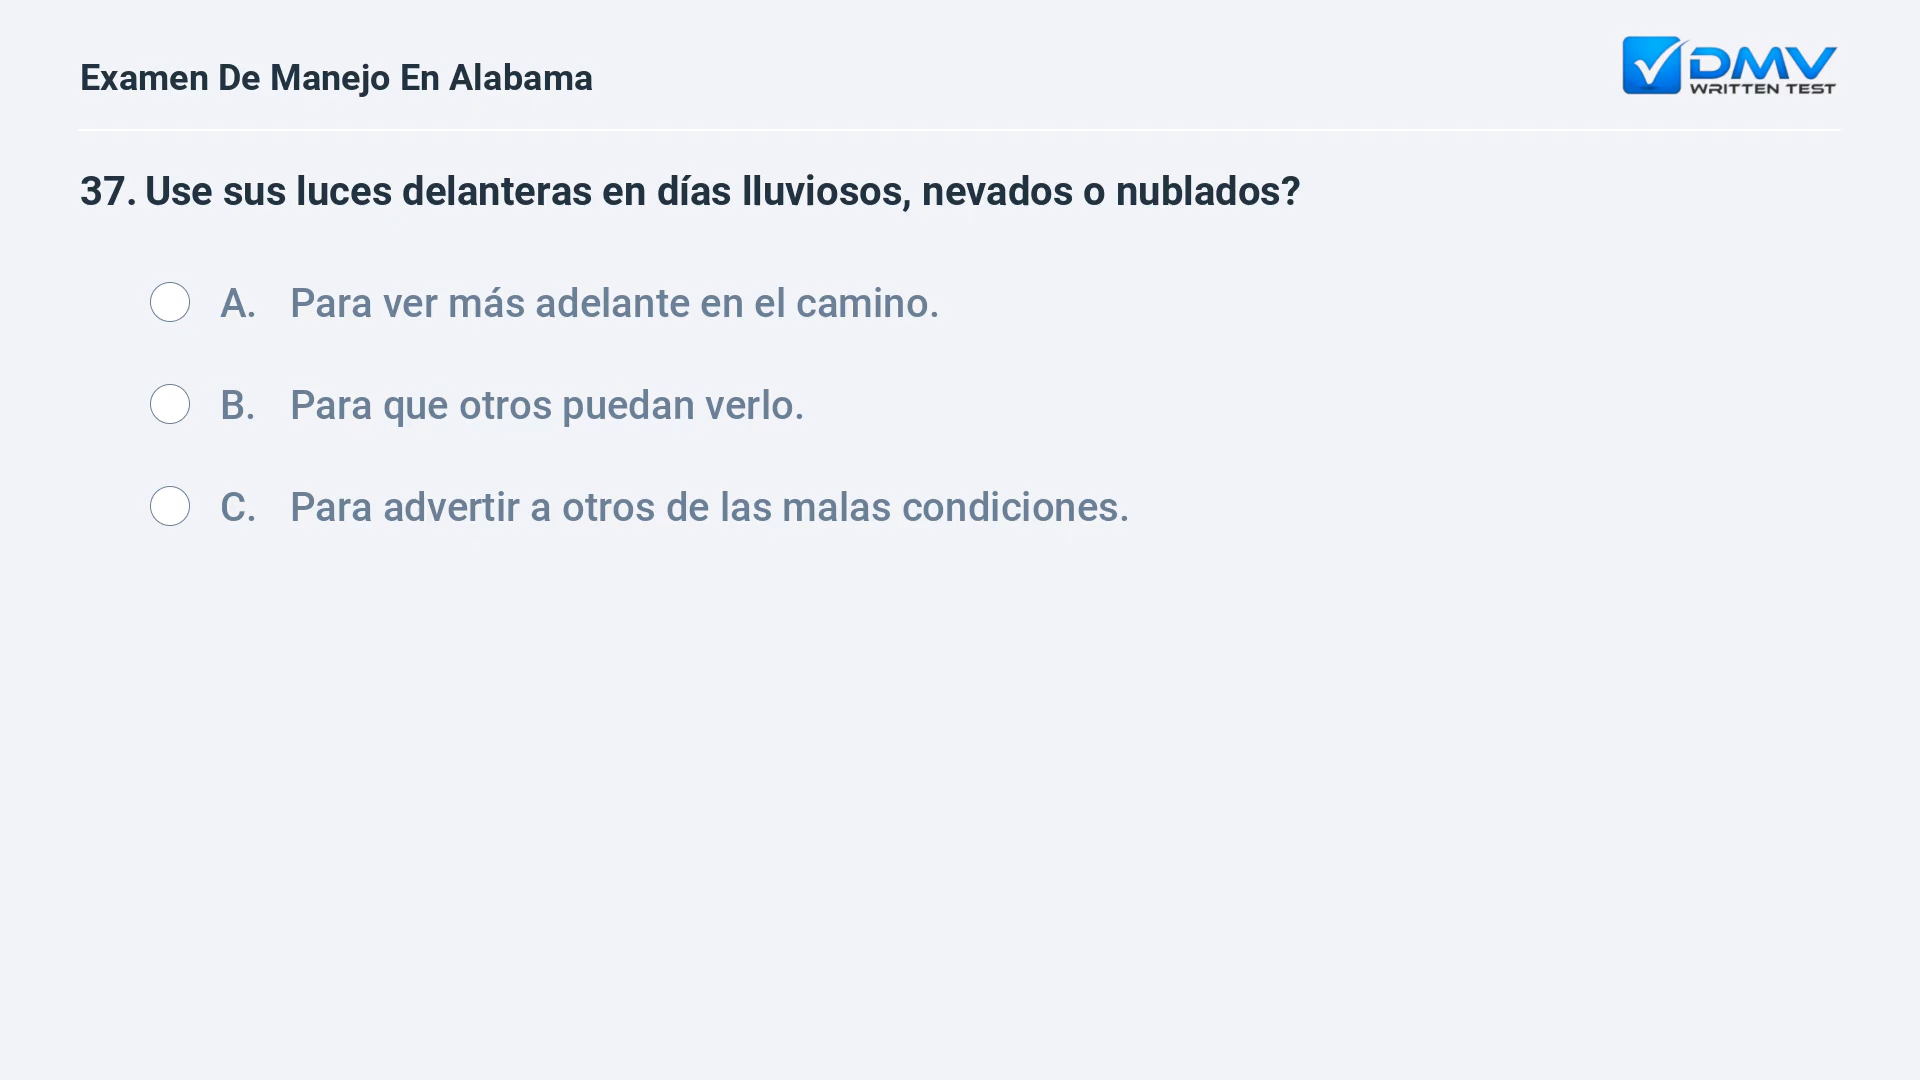 Examen De Manejo En Alabama
DMV
WRITTEN TEST
37. Use sus luces delanteras en días lluviosos, nevados o nublados?
A. Para ver más adelante en el camino.
B. Para que otros puedan verlo.
C. Para advertir a otros de las malas condiciones.